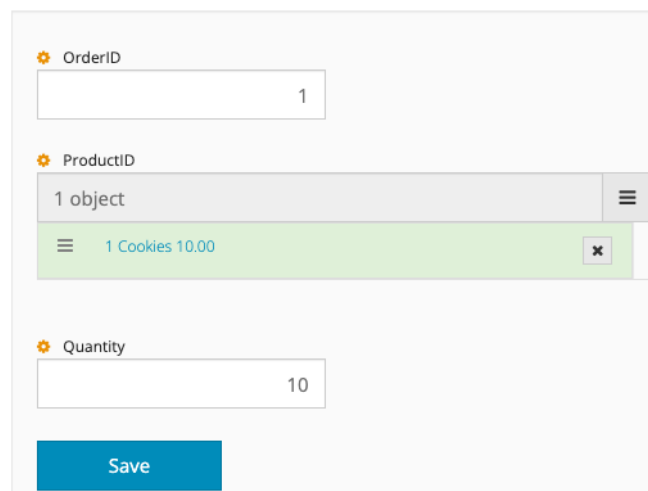 OrderID
1
ProductID
1 object
1 Cookies 10.00
Quantity
10
Save